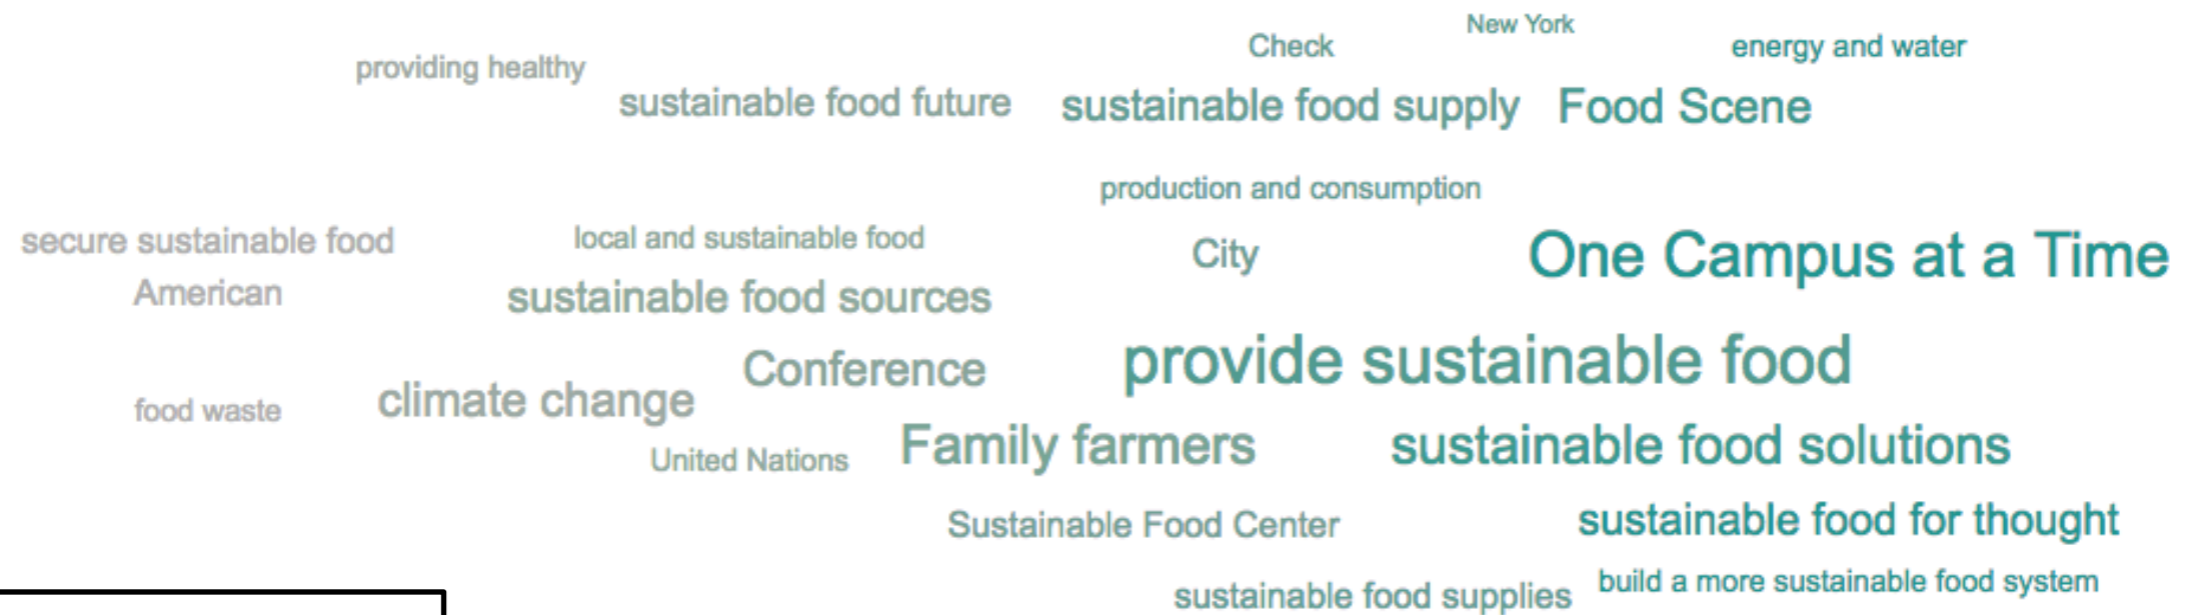 New York
Check
energy and water
providing healthy
sustainable food future
sustainable food supply
Food Scene
production and consumption
secure sustainable food
local and sustainable food
City
One Campus at a Time
American
sustainable food sources
provide sustainable food
Conference
climate change
food waste
Family farmers
sustainable food solutions
United Nations
Sustainable Food Center
sustainable food for thought
build a more sustainable food system
sustainable food supplies